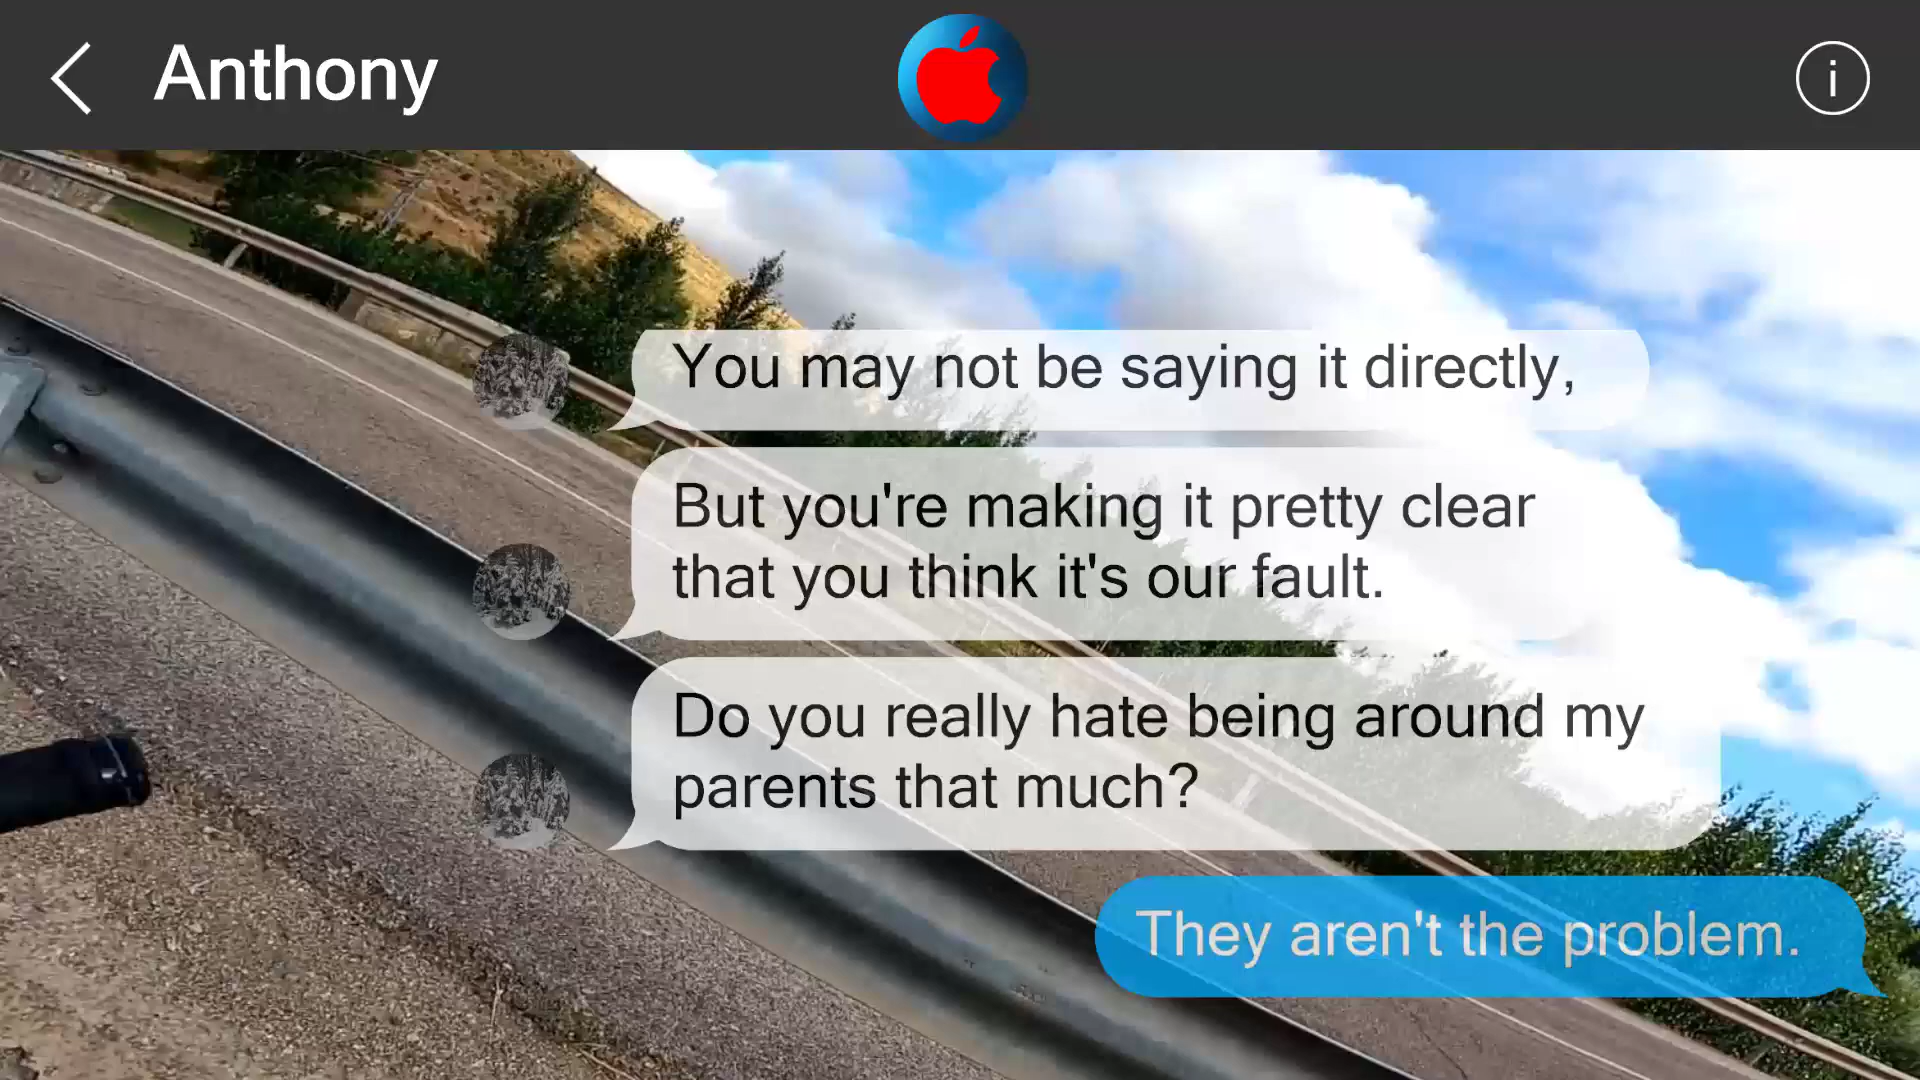 Anthony
i
You may not be saying it directly,
But you're making it pretty clear
that you think it's our fault.
Do you really hate being around my
parents that much?
They aren't the problem.